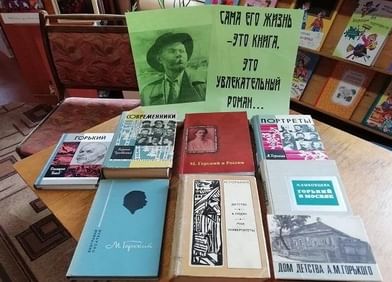 САМА ЕГО ЖИЗНЬ
-ЭТО КНИГА,
ЭТО
УВЛЕКАТЕЛЬНЫЙ
РОМАН...
ГОРЬКИЙ
СОВРЕМЕННИКИ
М. Горький и Россия
ПОРТРЕТЫ
М. Горький
М. ГОРЬКИЙ
ДЕТСТВО
В ЛЮДЯХ
МОИ
УНИВЕРСИТЕТЫ
ГОРЬКИЙ
В МОСКВЕ
ДОМ ДЕТСТВА А.М.ГОРЬКОГО